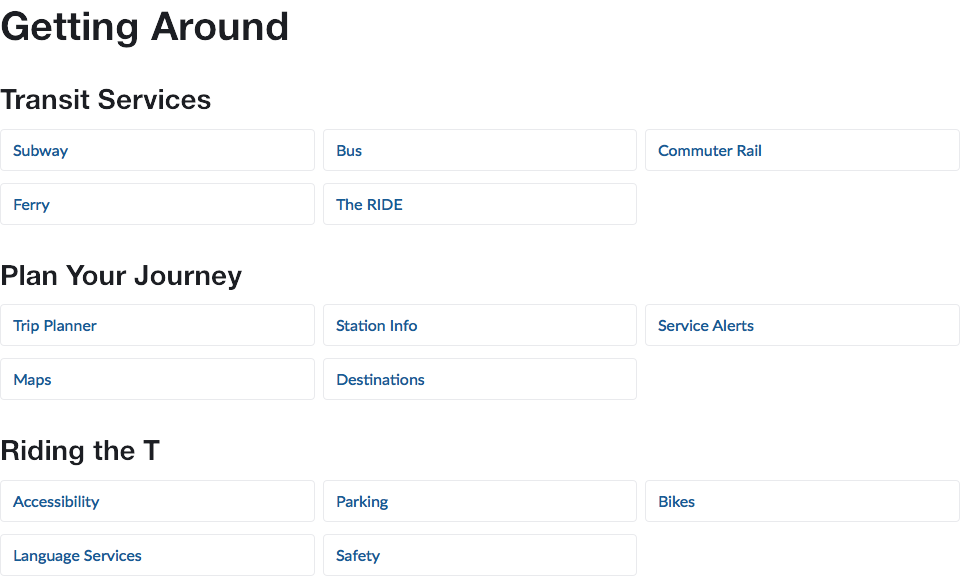 Getting Around
Transit Services
Subway
Bus
Commuter Rail
Ferry
The RIDE
Plan Your Journey
Trip Planner
Station Info
Service Alerts
Maps
Destinations
Riding the T
Accessibility
Parking
Bikes
Language Services
Safety